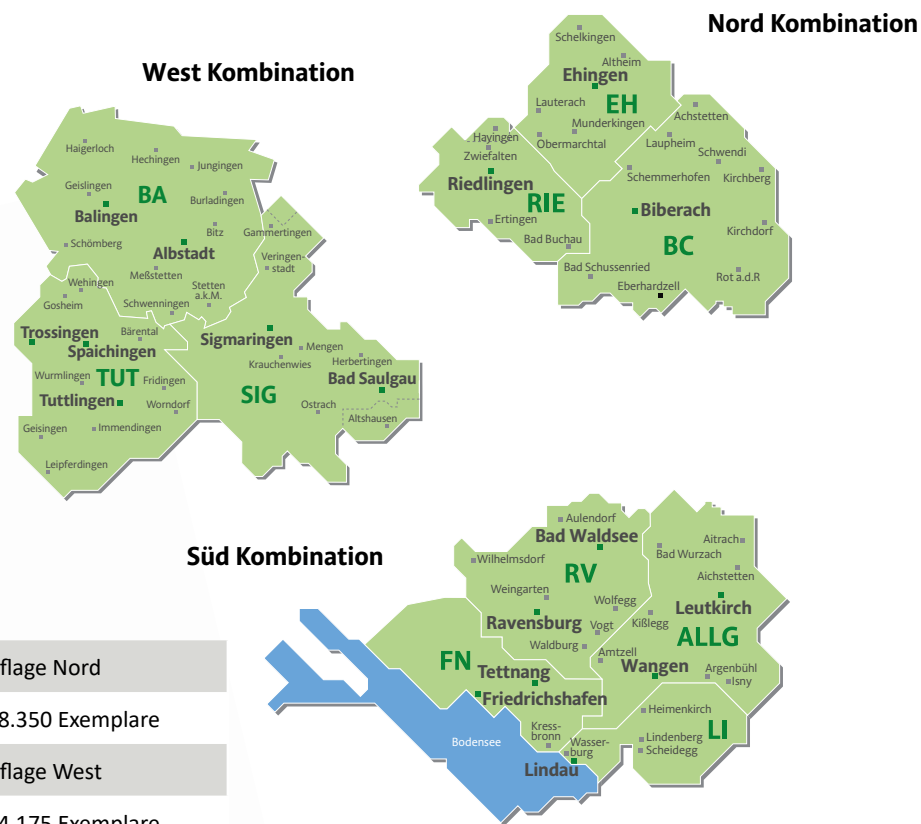 Nord Kombination
Schelkingen
Altheim
Ehingen
EH
Lauterach
Munderkingen
Obermarchtal
Achstetten
Hayingen
Zwiefalten
Laupheim
Schwendi
Riedlingen
RIE
Schemmerhofen
Kirchberg
Ertingen
Biberach
Bad Buchau
BC
Kirchdorf
Bad Schussenried
Eberhardzell
Rot a.d.R
West Kombination
Haigerloch
Hechingen
Jungingen
Geislingen
BA
Burladingen
Balingen
Bitz
Gammertingen
Schömberg
Albstadt
Veringen-
stadt
Meßstetten
Stetten
a.k.M.
Wehingen
Gosheim
Schwenningen
Trossingen
Bärental
Spaichingen
Sigmaringen
Mengen
Krauchenwies
Herbertingen
Wurmlingen
TUT
Fridingen
SIG
Bad Saulgau
Tuttlingen
Worndorf
Ostrach
Altshausen
Geisingen
Immendingen
Leipferdingen
Süd Kombination
Aulendorf
Bad Waldsee
Aitrach
Bad Wurzach
Wilhelmsdorf
RV
Aichstetten
Weingarten
Wolfegg
Leutkirch
Ravensburg
Vogt
Kißlegg
ALLG
Waldburg
Amtzell
FN
Tettnang
Wangen
Argenbühl
Isny
Friedrichshafen
Heimenkirch
Kress-
bronn
LI
Bodensee
Wasser-
burg
Lindenberg
Scheidegg
Lindau
flage Nord
8.350 Exemplare
flage West
4.175 Exemplare